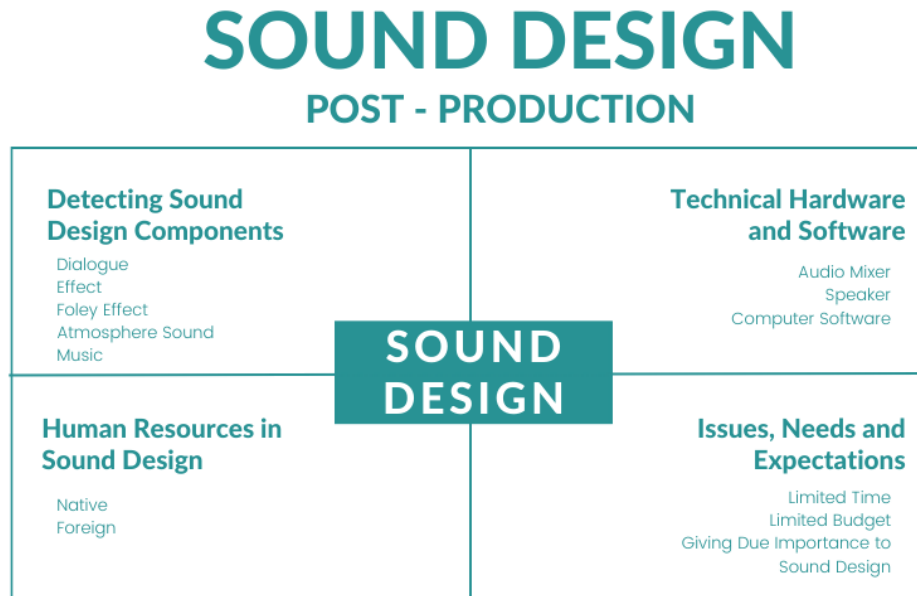 SOUND DESIGN
POST - PRODUCTION
Detecting Sound
Design Components
Dialogue
Effect
Foley Effect
Atmosphere Sound
Music
Technical Hardware
and Software
Audio Mixer
Speaker
Computer Software
SOUND
DESIGN
Human Resources in
Sound Design
Native
Foreign
Issues, Needs and
Expectations
Limited Time
Limited Budget
Giving Due Importance to
Sound Design